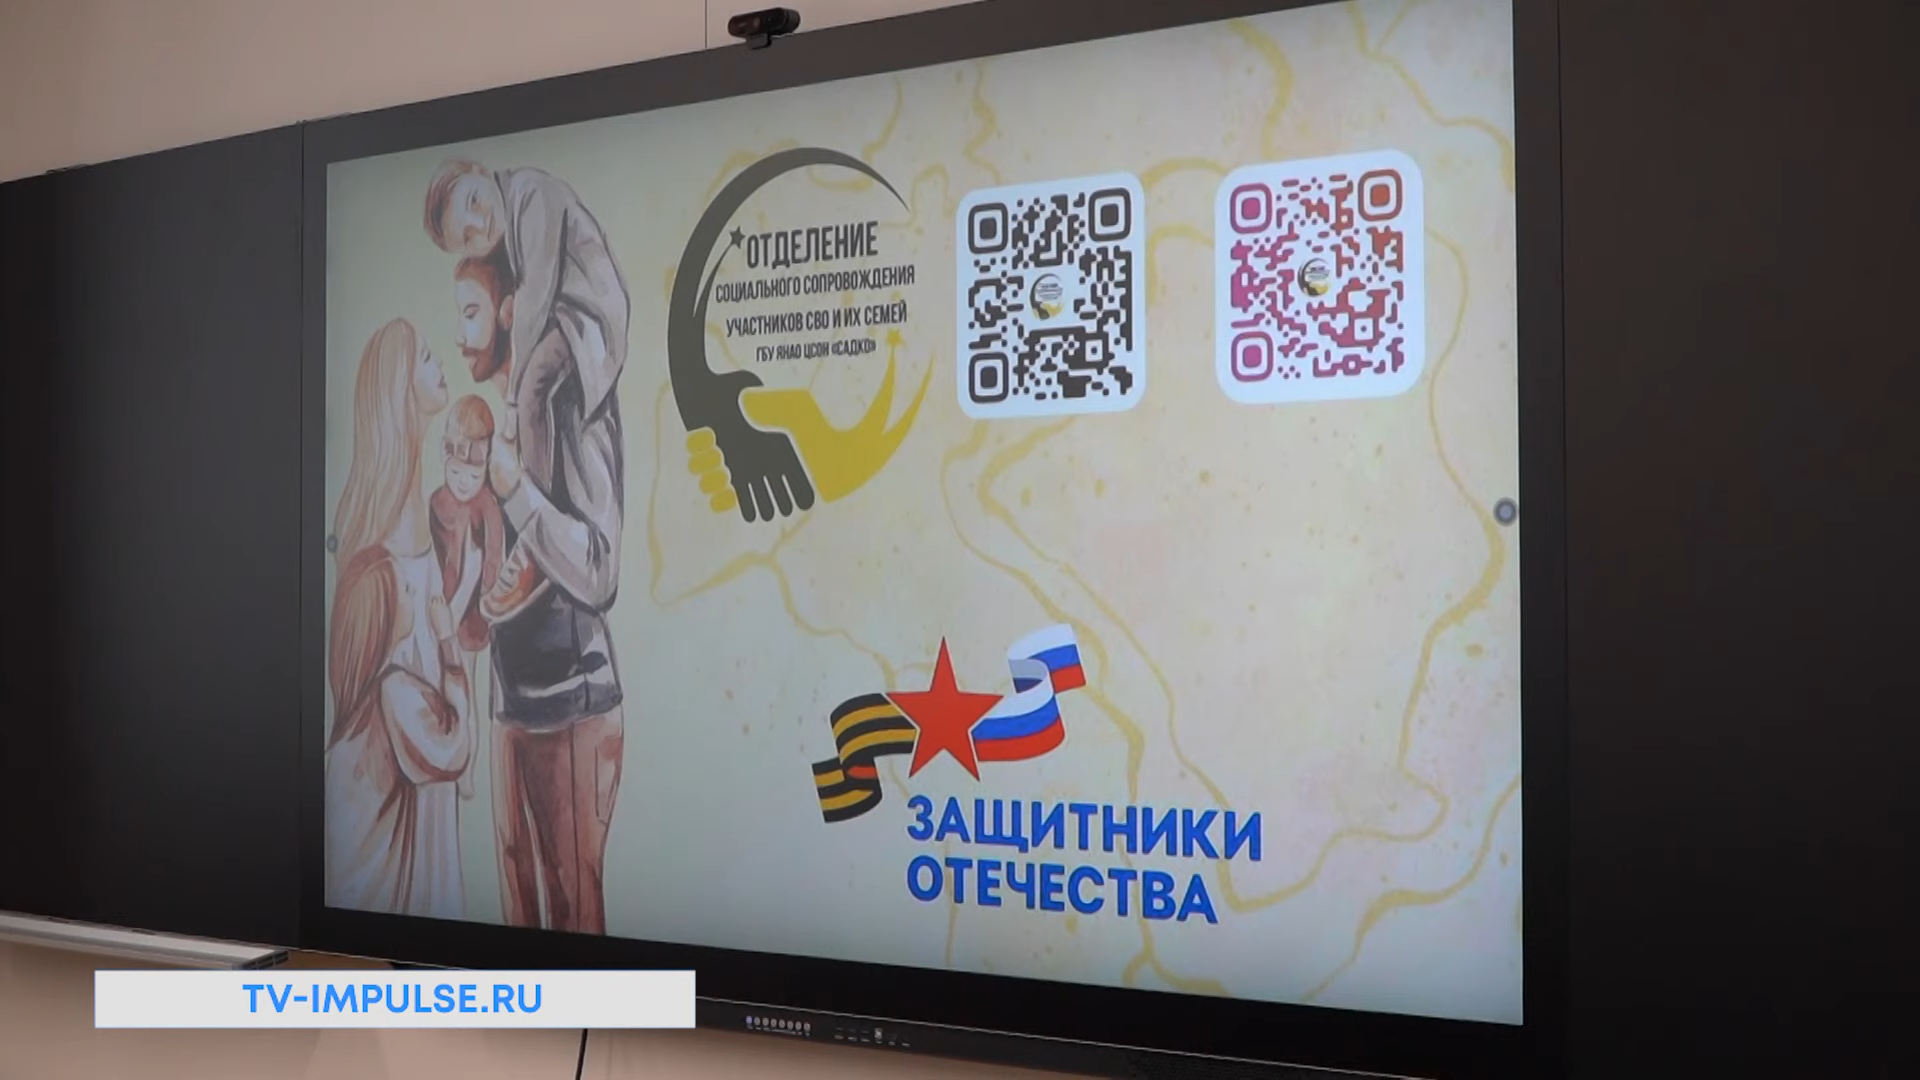 ОТДЕЛЕНИЕ
СОЦИАЛЬНОГО СОПРОВОЖДЕНИЯ
УЧАСТНИКОВ СВО И ИХ СЕМЕЙ
ГБУ ЯНАО ЦСОН «САДКО»
ЗАЩИТНИКИ
ОТЕЧЕСТВА
TV-IMPULSE.RU